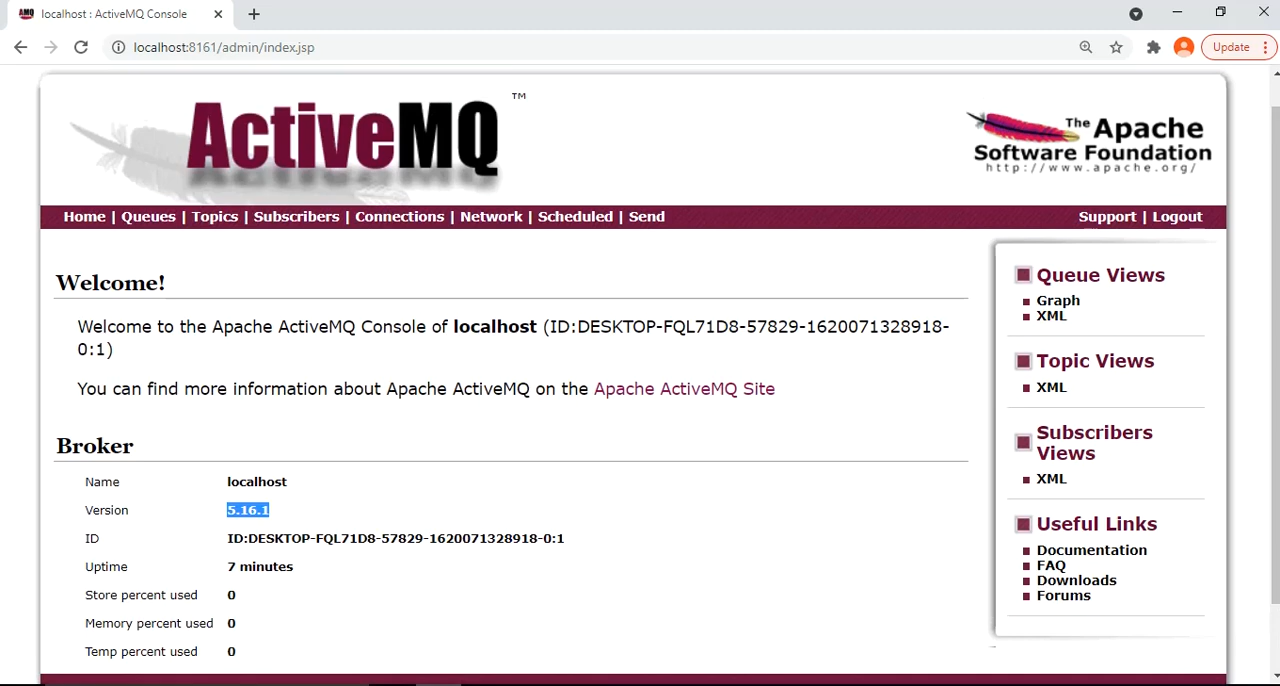 AMQ localhost : ActiveMQ Console
localhost:8161/admin/index.jsp
Update
ActiveMQ™
The Apache
Software Foundation
http://www.apache.org/
Home | Queues | Topics | Subscribers | Connections | Network | Scheduled | Send
Support | Logout
Welcome!
Welcome to the Apache ActiveMQ Console of localhost (ID:DESKTOP-FQL71D8-57829-1620071328918-
0:1)
You can find more information about Apache ActiveMQ on the Apache ActiveMQ Site
Broker
Name localhost
Version 5.16.1
ID ID:DESKTOP-FQL71D8-57829-1620071328918-0:1
Uptime 7 minutes
Store percent used 0
Memory percent used 0
Temp percent used 0
Queue Views
Graph
XML
Topic Views
XML
Subscribers
Views
XML
Useful Links
Documentation
FAQ
Downloads
Forums